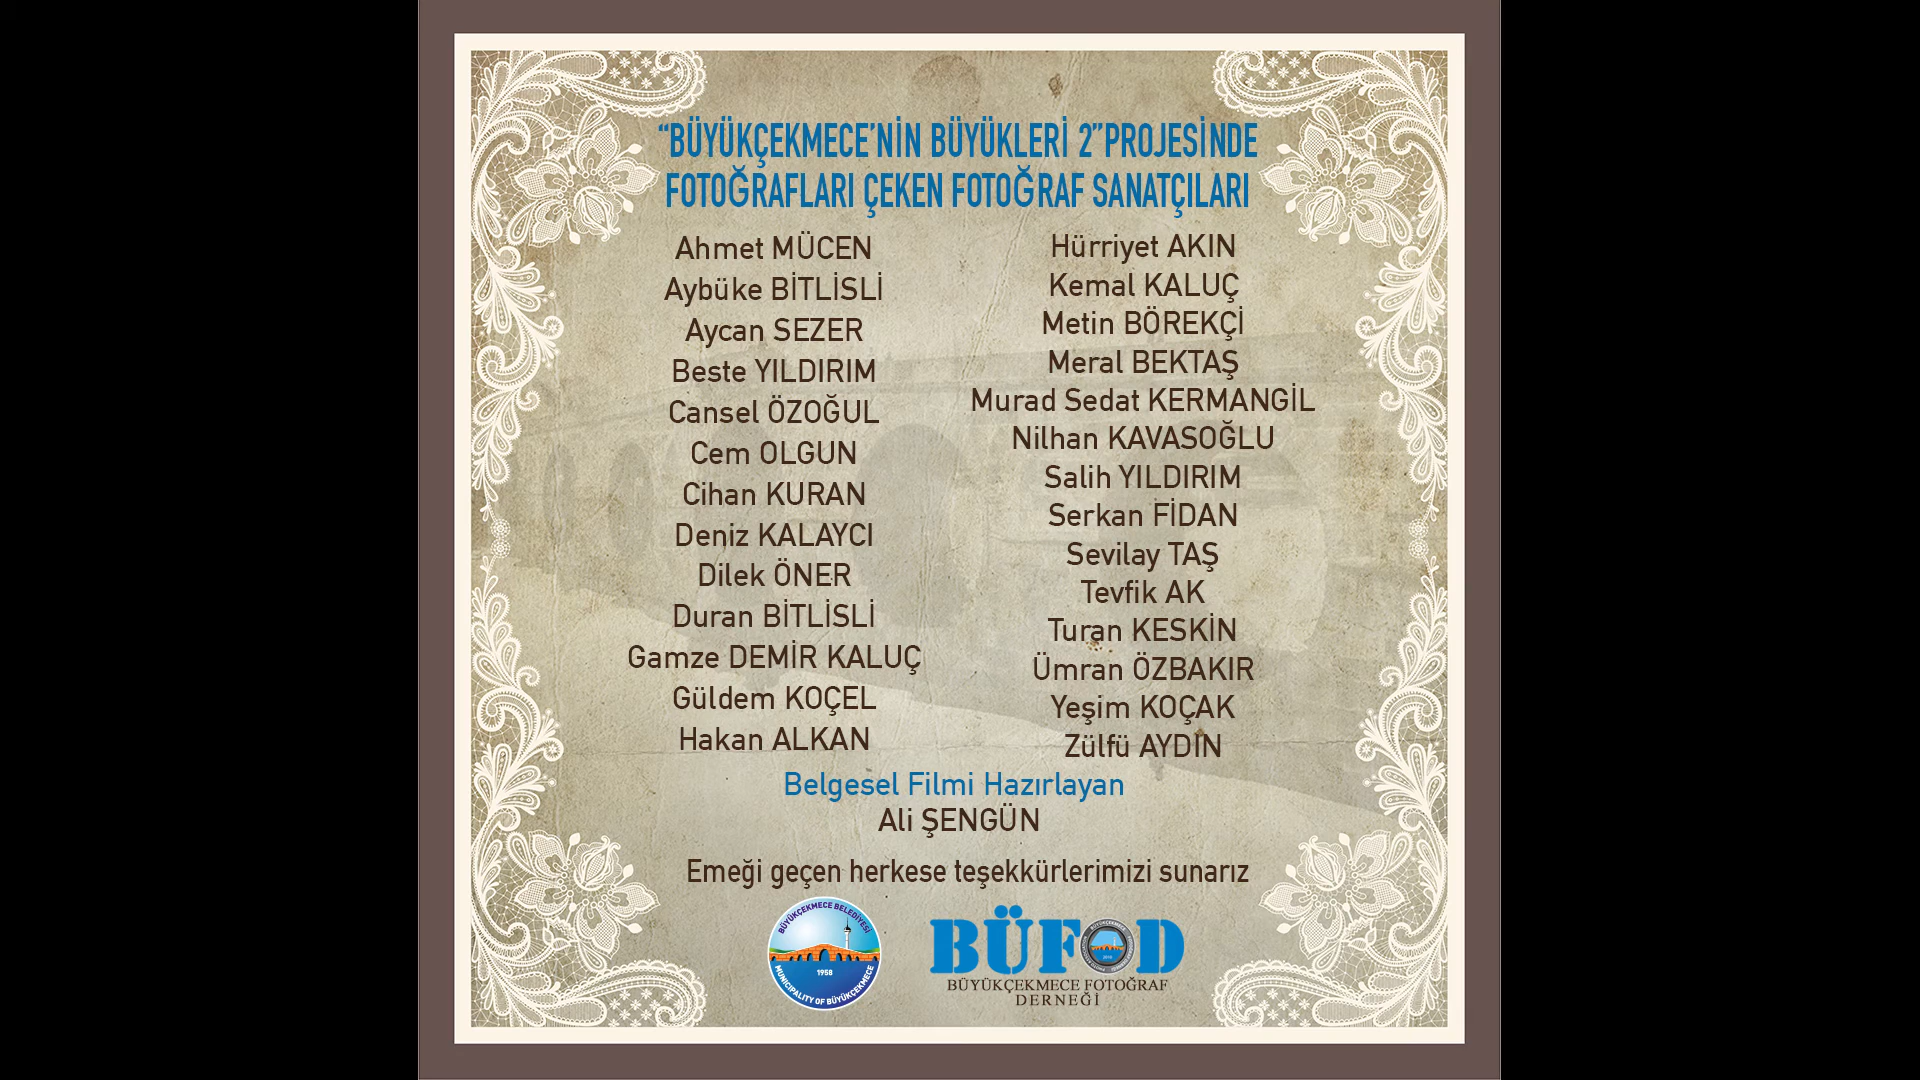 “BÜYÜKÇEKMECE’NİN BÜYÜKLERİ 2”PROJESİNDE
FOTOĞRAFLARI ÇEKEN FOTOĞRAF SANATÇILARI
Ahmet MÜCEN
Aybüke BİTLİSLİ
Aycan SEZER
Beste YILDIRIM
Cansel ÖZOĞUL
Cem OLGUN
Cihan KURAN
Deniz KALAYCI
Dilek ÖNER
Duran BİTLİSLİ
Gamze DEMİR KALUÇ
Güldem KOÇEL
Hakan ALKAN
Hürriyet AKIN
Kemal KALUÇ
Metin BÖREKÇİ
Meral BEKTAŞ
Murad Sedat KERMANGİL
Nilhan KAVASOĞLU
Salih YILDIRIM
Serkan FİDAN
Sevilay TAŞ
Tevfik AK
Turan KESKİN
Ümran ÖZBAKIR
Yeşim KOÇAK
Zülfü AYDIN
Belgesel Filmi Hazırlayan
Ali ŞENGÜN
Emeği geçen herkese teşekkürlerimizi sunarız
BÜYÜKÇEKMECE BELEDİYESİ
1958
MUNICIPALITY OF BÜYÜKÇEKMECE
BÜFOD
BÜYÜKÇEKMECE FOTOĞRAF
DERNEĞİ